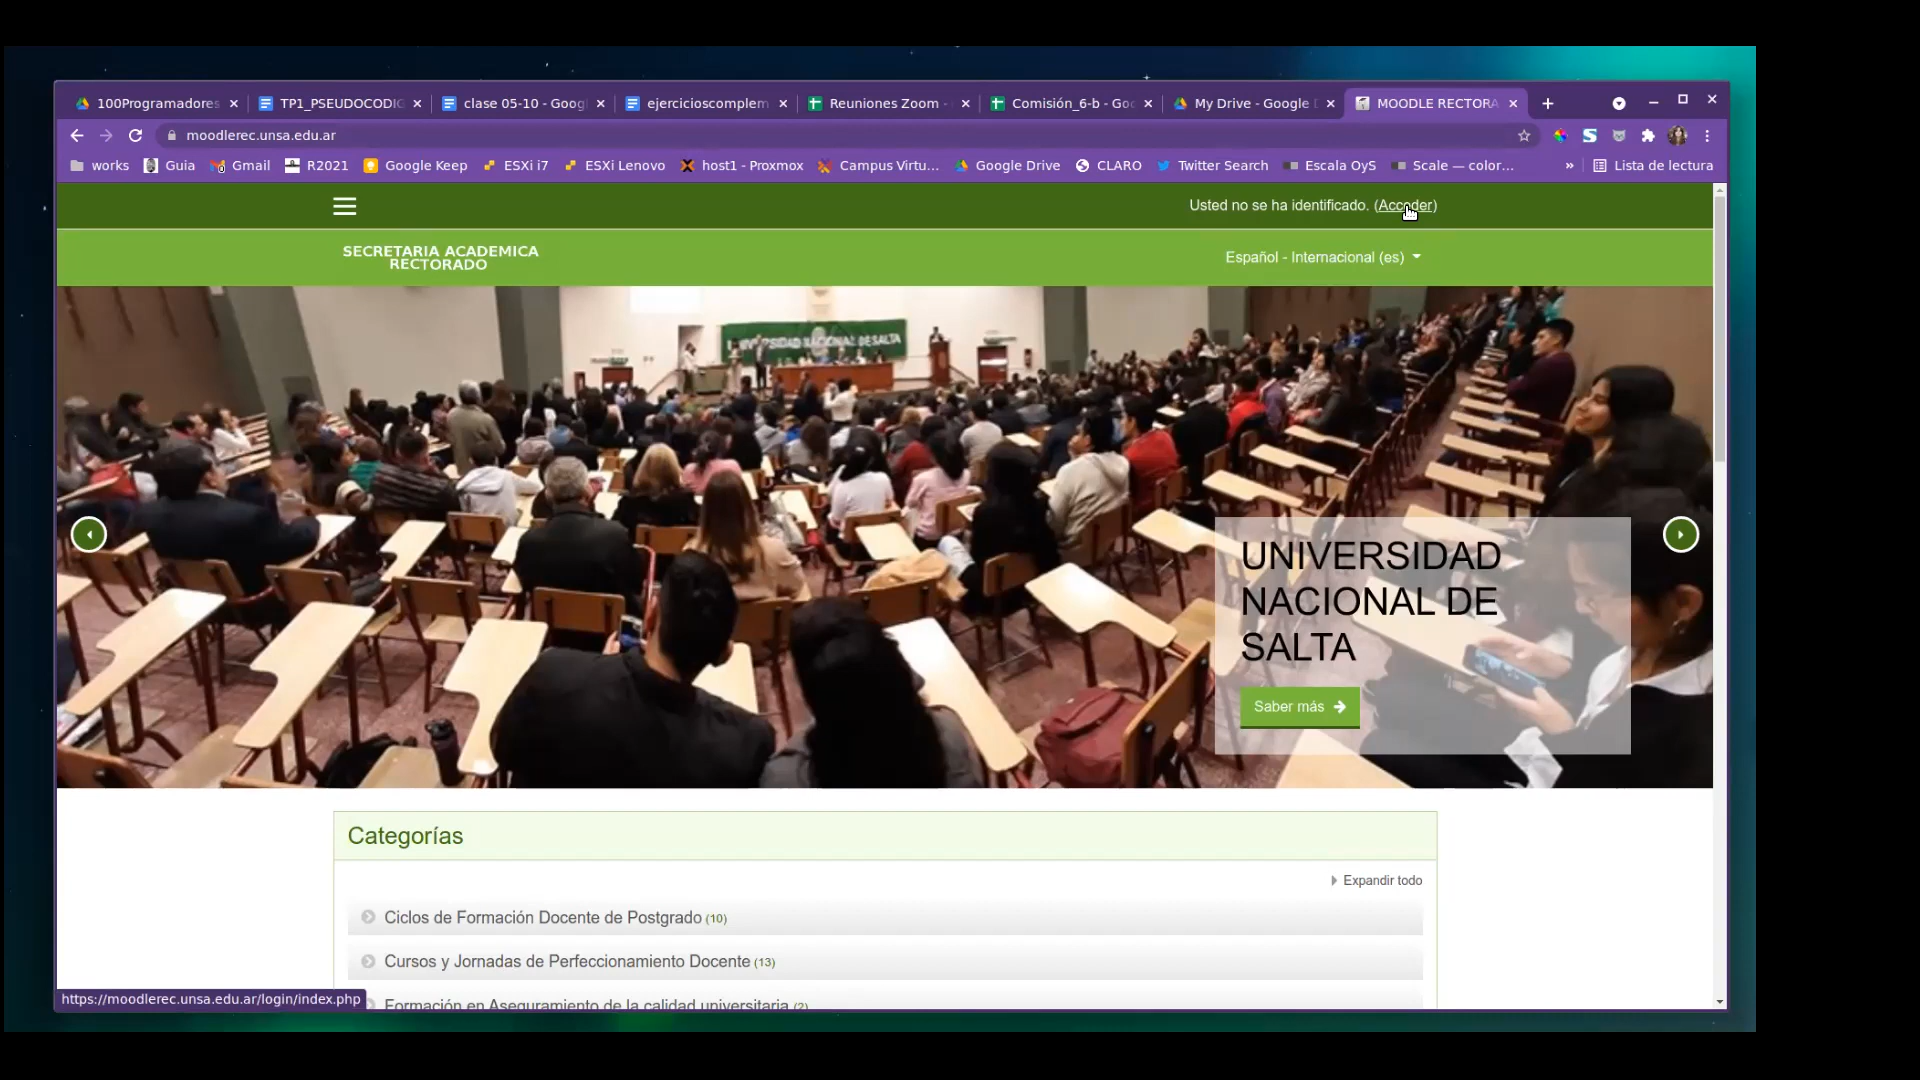 100Programadores
TP1_PSEUDOCODIG
clase 05-10 - Goog
ejercicioscomplem
Reuniones Zoom -
Comisión_6-b - Goo
My Drive - Google D
MOODLE RECTORA
moodlerec.unsa.edu.ar
works
Guia
Gmail
R2021
Google Keep
ESXi i7
ESXi Lenovo
host1 - Proxmox
Campus Virtu...
Google Drive
CLARO
Twitter Search
Escala OyS
Scale — color...
»
Lista de lectura
Usted no se ha identificado. (Acceder)
SECRETARIA ACADEMICA
RECTORADO
Español - Internacional (es)
UNIVERSIDAD NACIONAL DE SALTA
UNIVERSIDAD
NACIONAL DE
SALTA
Saber más
Categorías
Expandir todo
Ciclos de Formación Docente de Postgrado (10)
Cursos y Jornadas de Perfeccionamiento Docente (13)
Formación en Aseguramiento de la calidad universitaria (2)
https://moodlerec.unsa.edu.ar/login/index.php